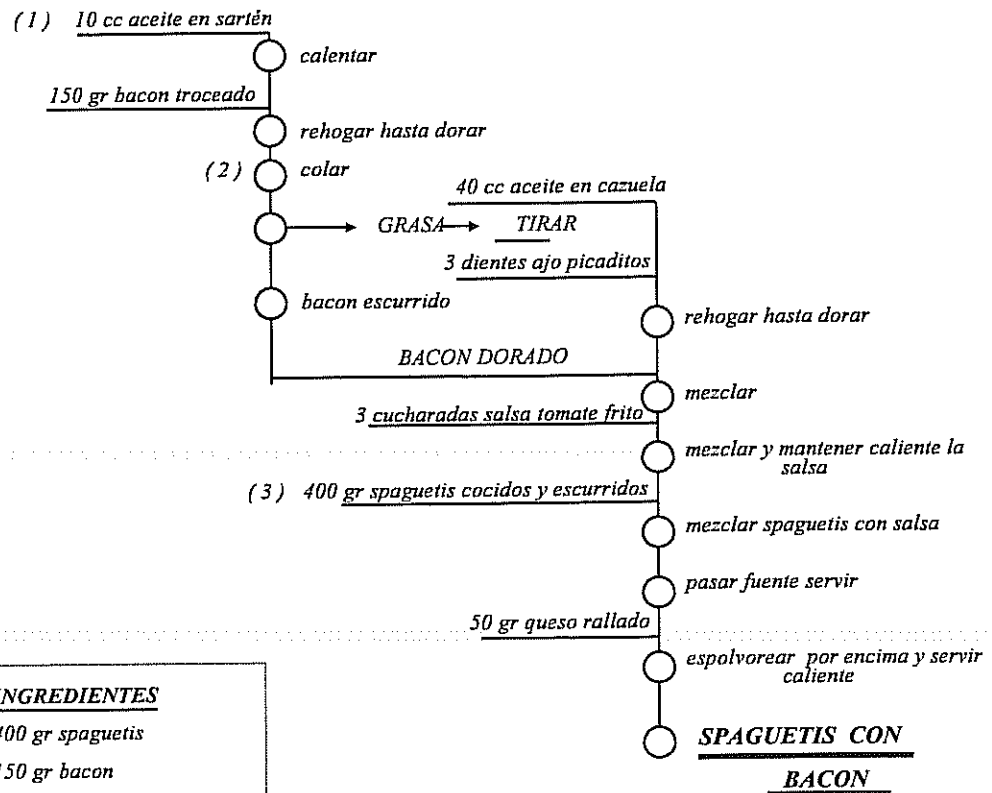 (1) 10 cc aceite en sartén
calentar
150 gr bacon troceado
rehogar hasta dorar
(2) colar
40 cc aceite en cazuela
GRASA TIRAR
3 dientes ajo picaditos
bacon escurrido
rehogar hasta dorar
BACON DORADO
mezclar
3 cucharadas salsa tomate frito
mezclar y mantener caliente la
salsa
(3) 400 gr spaguetis cocidos y escurridos
mezclar spaguetis con salsa
pasar fuente servir
50 gr queso rallado
espolvorear por encima y servir
caliente
INGREDIENTES
400 gr spaguetis
150 gr bacon
SPAGUETIS CON
BACON